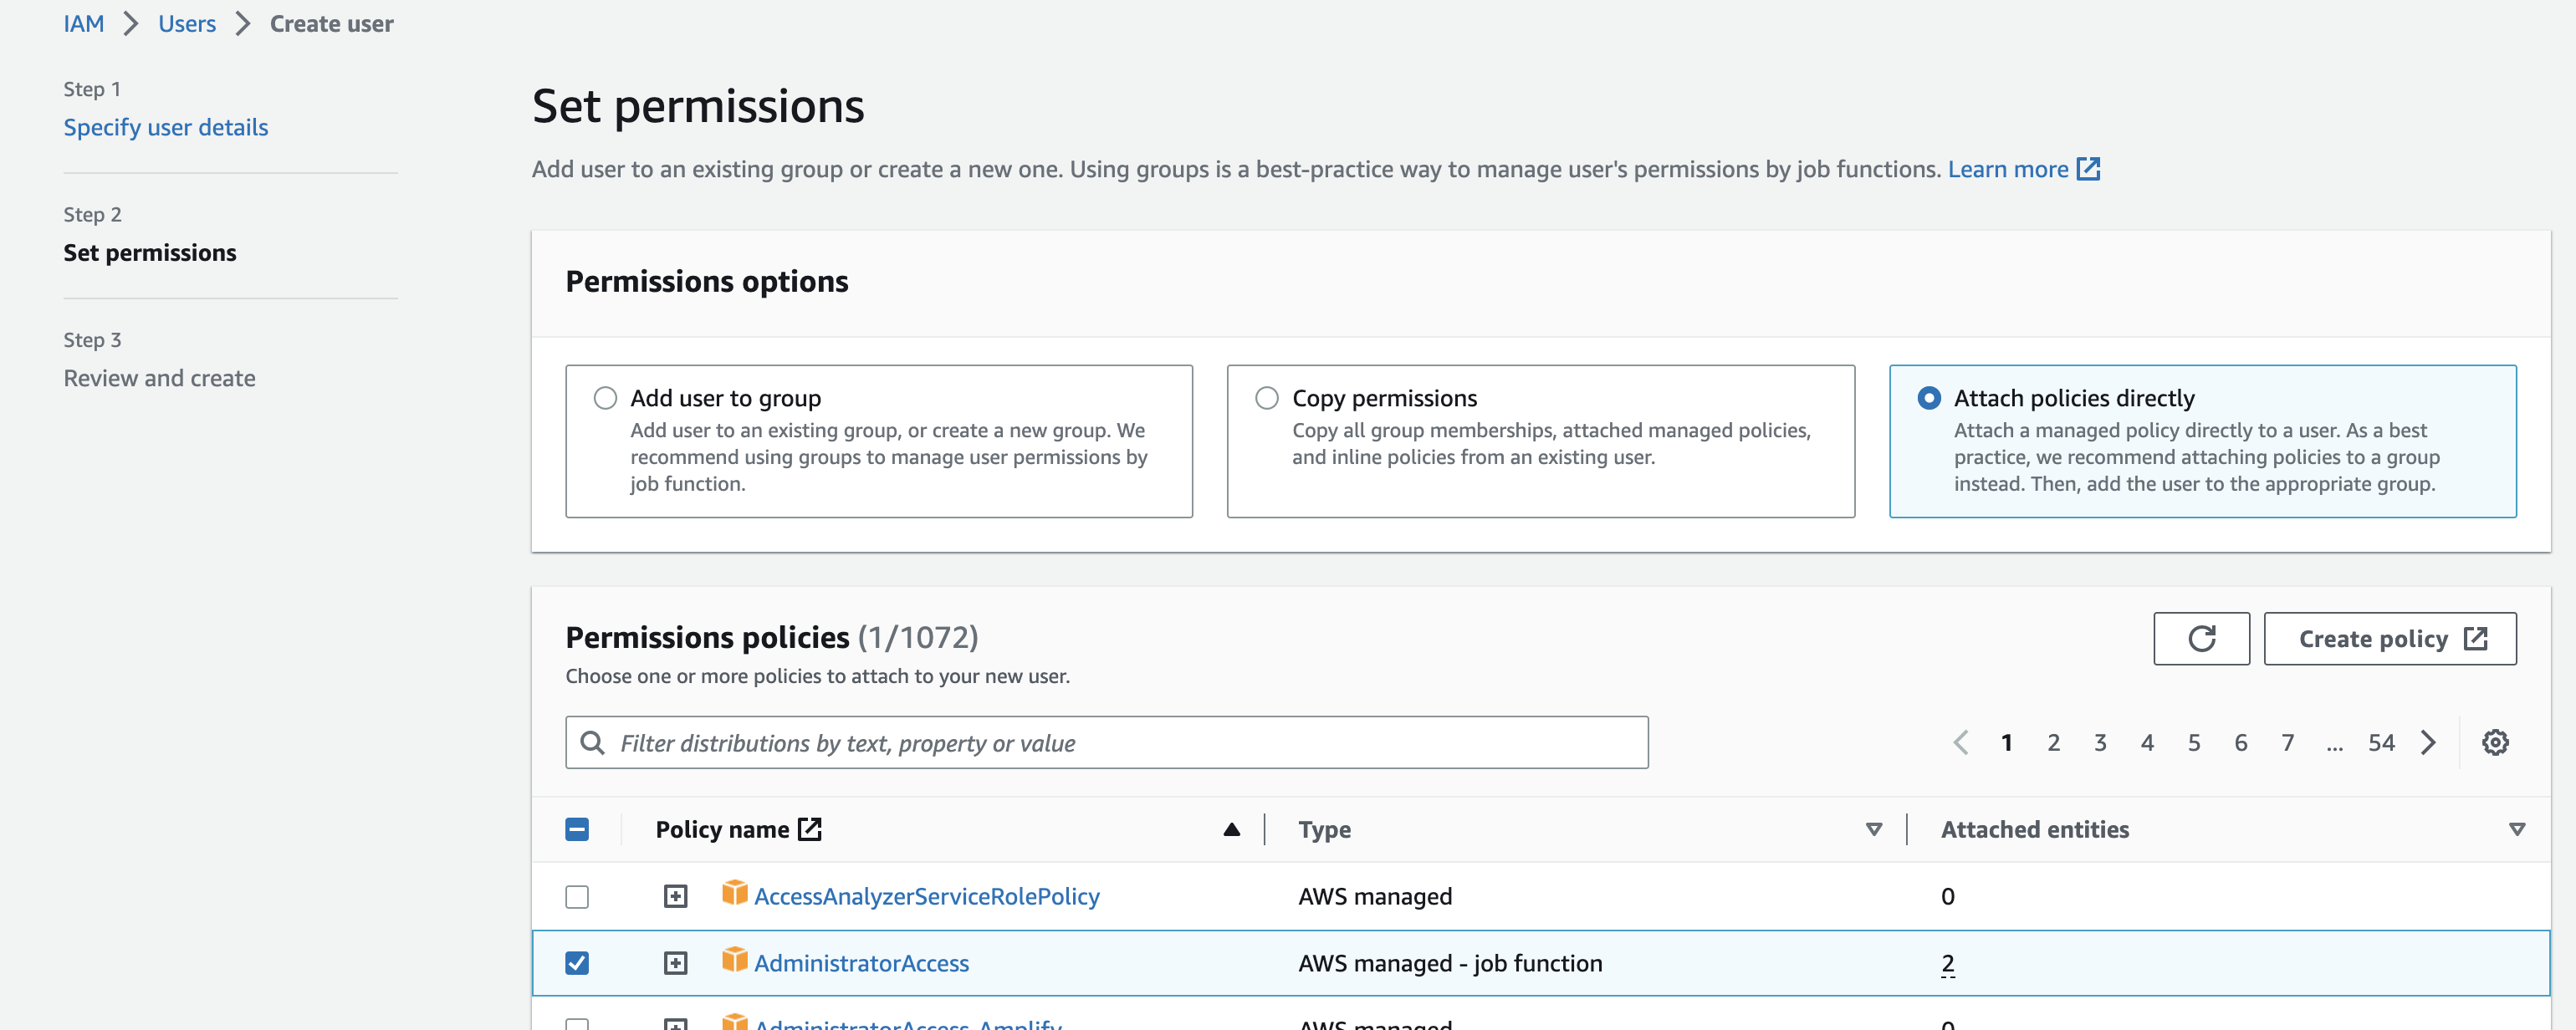 IAM > Users > Create user
Step 1
Specify user details
Step 2
Set permissions
Step 3
Review and create
Set permissions
Add user to an existing group or create a new one. Using groups is a best-practice way to manage user's permissions by job functions. Learn more
Permissions options
Add user to group
Add user to an existing group, or create a new group. We
recommend using groups to manage user permissions by
job function.
Copy permissions
Copy all group memberships, attached managed policies,
and inline policies from an existing user.
Attach policies directly
Attach a managed policy directly to a user. As a best
practice, we recommend attaching policies to a group
instead. Then, add the user to the appropriate group.
Permissions policies (1/1072)
Choose one or more policies to attach to your new user.
Create policy
Filter distributions by text, property or value
1 2 3 4 5 6 7 ... 54
Policy name Type Attached entities
AccessAnalyzerServiceRolePolicy AWS managed 0
AdministratorAccess AWS managed - job function 2
AdministratorAccess-Amplify AWS managed 0